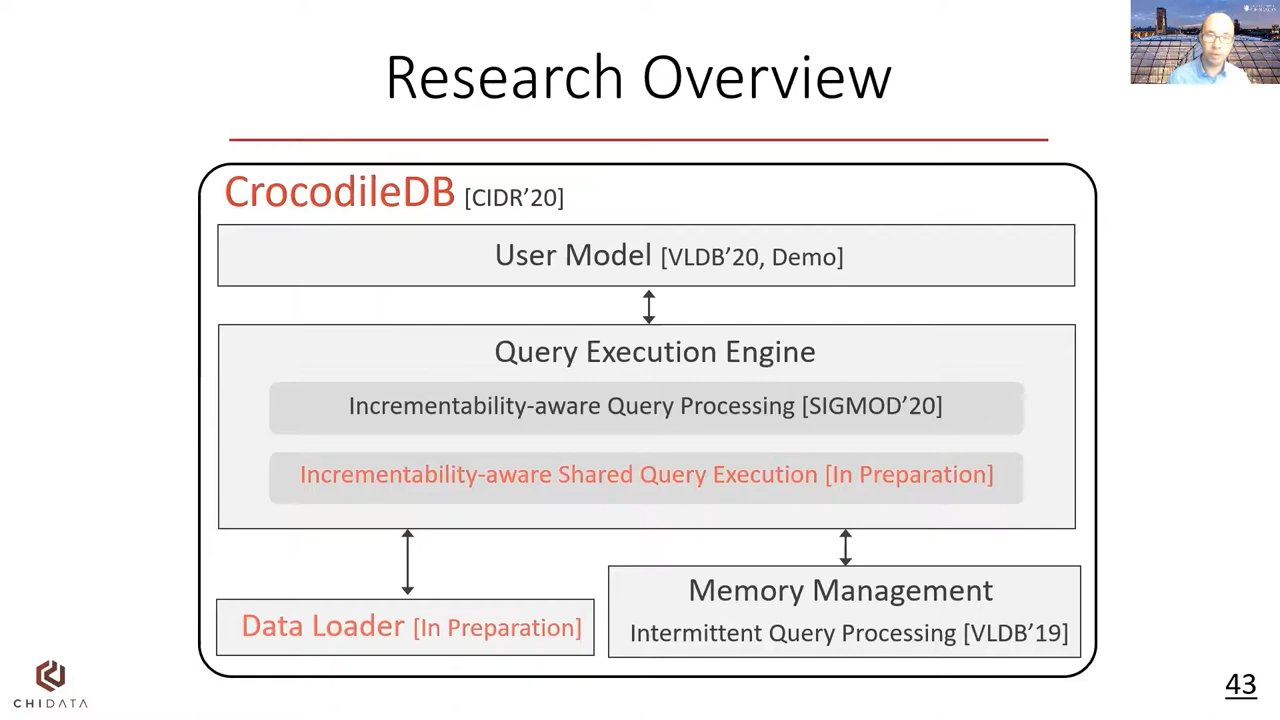 Research Overview
CrocodileDB [CIDR’20]
User Model [VLDB’20, Demo]
Query Execution Engine
Incrementability-aware Query Processing [SIGMOD’20]
Incrementability-aware Shared Query Execution [In Preparation]
Data Loader [In Preparation]
Memory Management
Intermittent Query Processing [VLDB’19]
CHIDATA
43